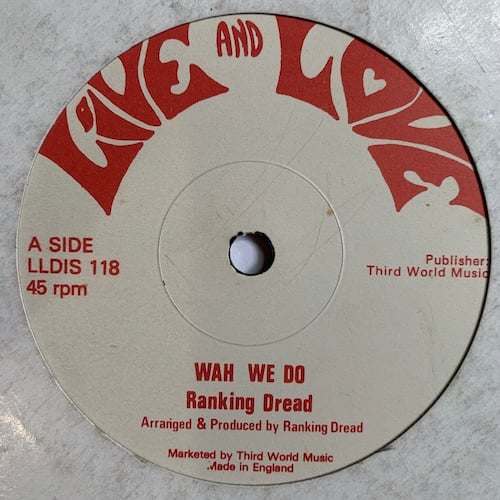 LIVE AND LOVE
A SIDE
LLDIS 118
45 rpm
Publisher:
Third World Music
WAH WE DO
Ranking Dread
Arranged & Produced by Ranking Dread
Marketed by Third World Music
Made in England